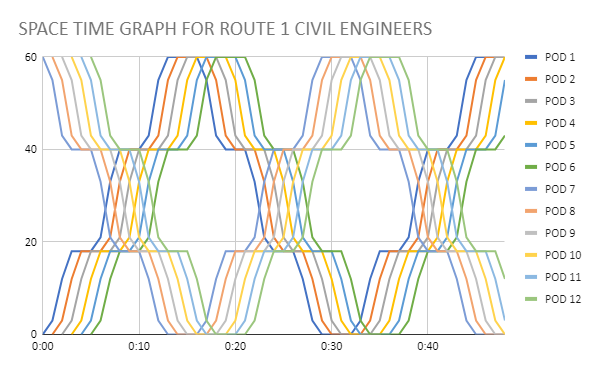 SPACE TIME GRAPH FOR ROUTE 1 CIVIL ENGINEERS
60
40
20
0
0:00
0:10
0:20
0:30
0:40
POD 1
POD 2
POD 3
POD 4
POD 5
POD 6
POD 7
POD 8
POD 9
POD 10
POD 11
POD 12